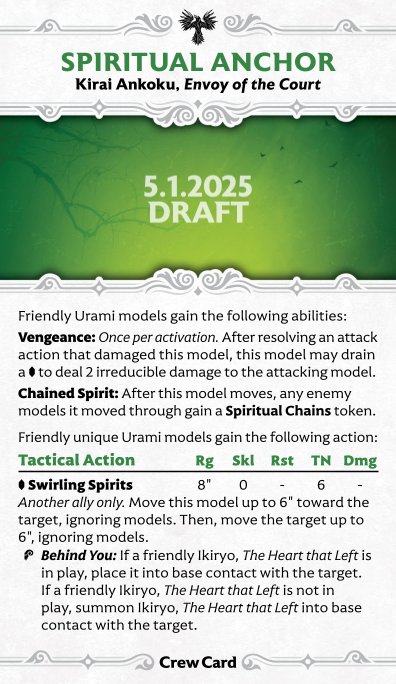 SPIRITUAL ANCHOR
Kirai Ankoku, Envoy of the Court
5.1.2025
DRAFT
Friendly Urami models gain the following abilities:
Vengeance: Once per activation. After resolving an attack
action that damaged this model, this model may drain
a to deal 2 irreducible damage to the attacking model.
Chained Spirit: After this model moves, any enemy
models it moved through gain a Spiritual Chains token.
Friendly unique Urami models gain the following action:
Tactical Action Rg Skl Rst TN Dmg
Swirling Spirits 8" 0 - 6 -
Another ally only. Move this model up to 6" toward the
target, ignoring models. Then, move the target up to
6", ignoring models.
Behind You: If a friendly Ikiryo, The Heart that Left is
in play, place it into base contact with the target.
If a friendly Ikiryo, The Heart that Left is not in
play, summon Ikiryo, The Heart that Left into base
contact with the target.
Crew Card